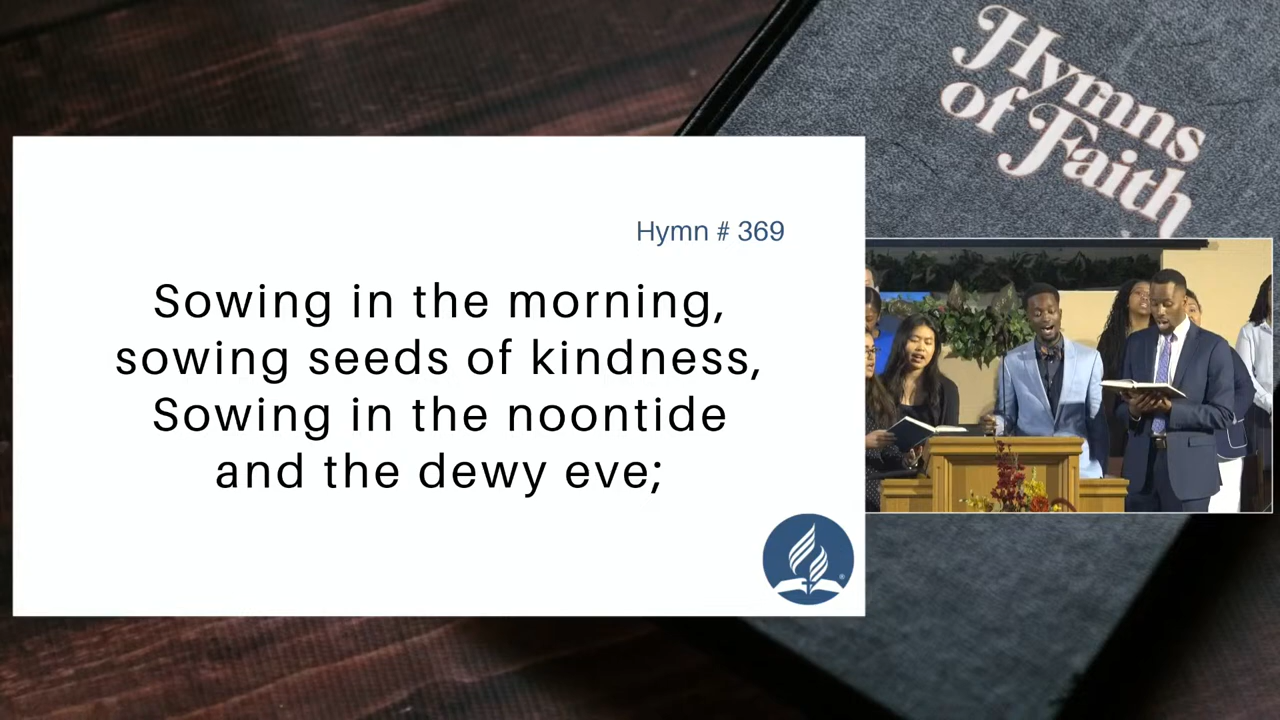 Hymns
of Faith
Hymn # 369
Sowing in the morning,
sowing seeds of kindness,
Sowing in the noontide
and the dewy eve;
®